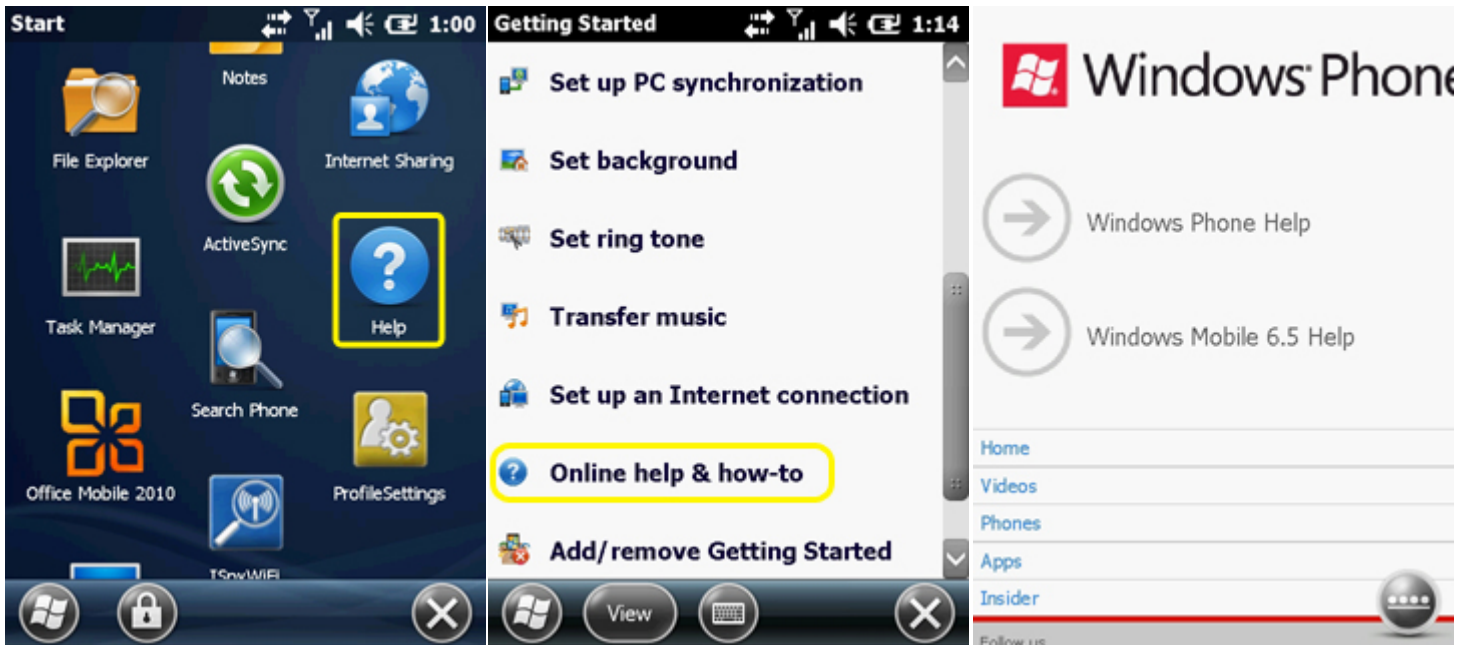 Start 1:00
Notes
File Explorer
Internet Sharing
ActiveSync
Task Manager
Help
Search Phone
Office Mobile 2010
ProfileSettings
ISpyWiFi
Getting Started 1:14
Set up PC synchronization
Set background
Set ring tone
Transfer music
Set up an Internet connection
Online help & how-to
Add/remove Getting Started
View
Windows Phone
Windows Phone Help
Windows Mobile 6.5 Help
Home
Videos
Phones
Apps
Insider
Follow us